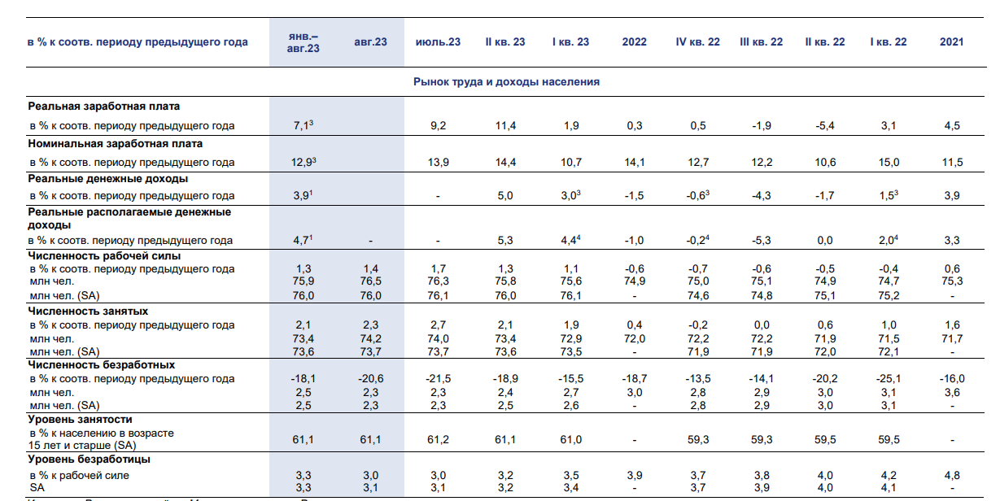 в % к соотв. периоду предыдущего года янв.–авг.23 авг.23 июль.23 II кв. 23 I кв. 23 2022 IV кв. 22 III кв. 22 II кв. 22 I кв. 22 2021
Рынок труда и доходы населения
Реальная заработная плата
в % к соотв. периоду предыдущего года 7,1³ 9,2 11,4 1,9 0,3 0,5 -1,9 -5,4 3,1 4,5
Номинальная заработная плата
в % к соотв. периоду предыдущего года 12,9³ 13,9 14,4 10,7 14,1 12,7 12,2 10,6 15,0 11,5
Реальные денежные доходы
в % к соотв. периоду предыдущего года 3,9¹ - 5,0 3,0³ -1,5 -0,6³ -4,3 -1,7 1,5³ 3,9
Реальные располагаемые денежные
доходы
в % к соотв. периоду предыдущего года 4,7¹ - - 5,3 4,4⁴ -1,0 -0,2⁴ -5,3 0,0 2,0⁴ 3,3
Численность рабочей силы
в % к соотв. периоду предыдущего года 1,3 1,4 1,7 1,3 1,1 -0,6 -0,7 -0,6 -0,5 -0,4 0,6
млн чел. 75,9 76,5 76,3 75,8 75,6 74,9 75,0 75,1 74,9 74,7 75,3
млн чел. (SA) 76,0 76,0 76,1 76,0 76,1 - 74,6 74,8 75,1 75,2 -
Численность занятых
в % к соотв. периоду предыдущего года 2,1 2,3 2,7 2,1 1,9 0,4 -0,2 0,0 0,6 1,0 1,6
млн чел. 73,4 74,2 74,0 73,4 72,9 72,0 72,2 72,2 71,9 71,5 71,7
млн чел. (SA) 73,6 73,7 73,7 73,6 73,5 - 71,9 71,9 72,0 72,1 -
Численность безработных
в % к соотв. периоду предыдущего года -18,1 -20,6 -21,5 -18,9 -15,5 -18,7 -13,5 -14,1 -20,2 -25,1 -16,0
млн чел. 2,5 2,3 2,3 2,4 2,7 3,0 2,8 2,9 3,0 3,1 3,6
млн чел. (SA) 2,5 2,3 2,3 2,5 2,6 - 2,8 2,9 3,0 3,1 -
Уровень занятости
в % к населению в возрасте
15 лет и старше (SA) 61,1 61,1 61,2 61,1 61,0 - 59,3 59,3 59,5 59,5 -
Уровень безработицы
в % к рабочей силе 3,3 3,0 3,0 3,2 3,5 3,9 3,7 3,8 4,0 4,2 4,8
SA 3,3 3,1 3,1 3,2 3,4 - 3,7 3,9 4,0 4,1 -